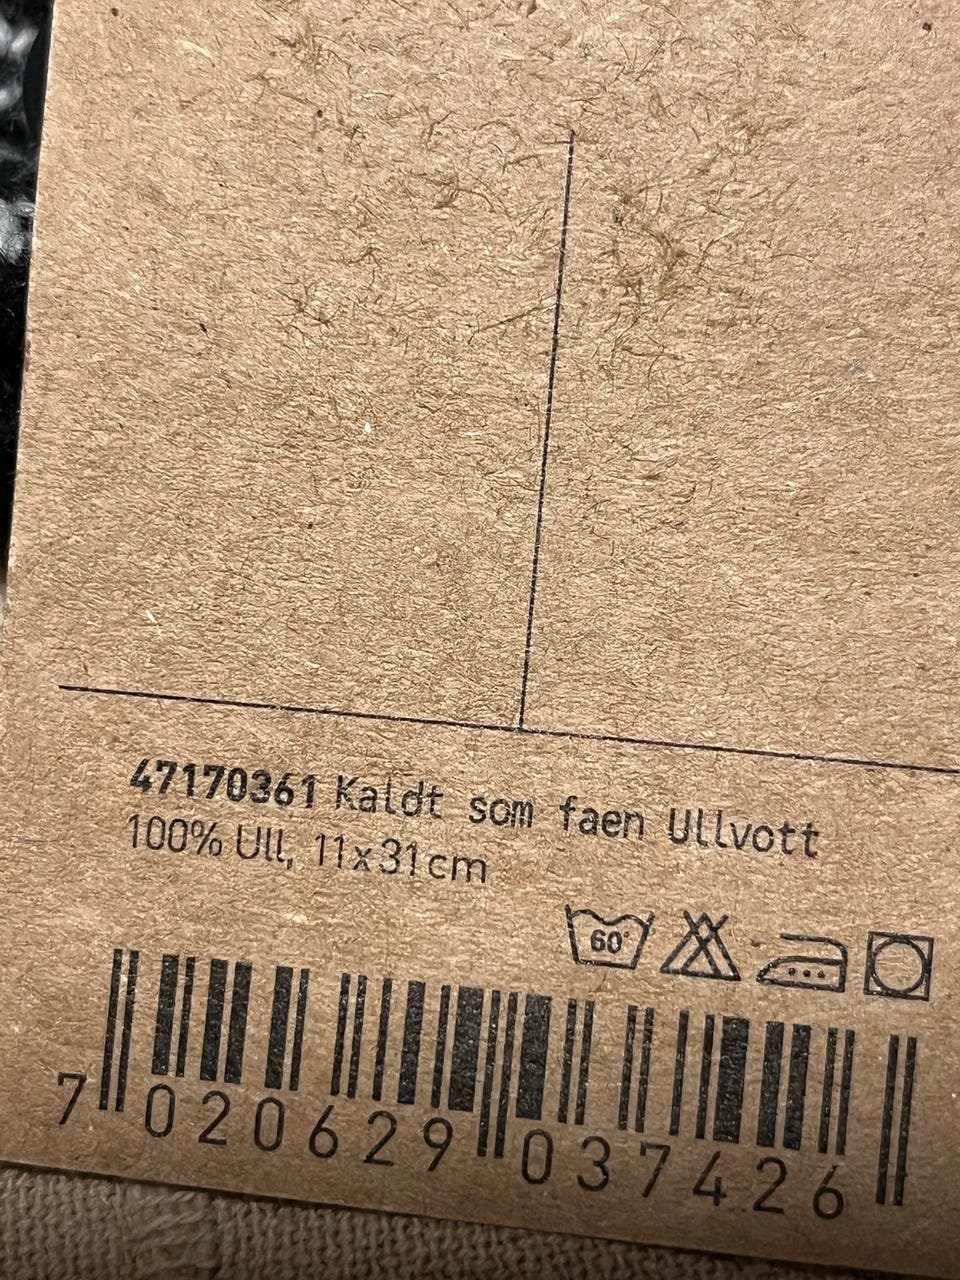 47170361 Kaldt som faen Ullvott
100% Ull, 11x31cm
60°
7 020629 037426